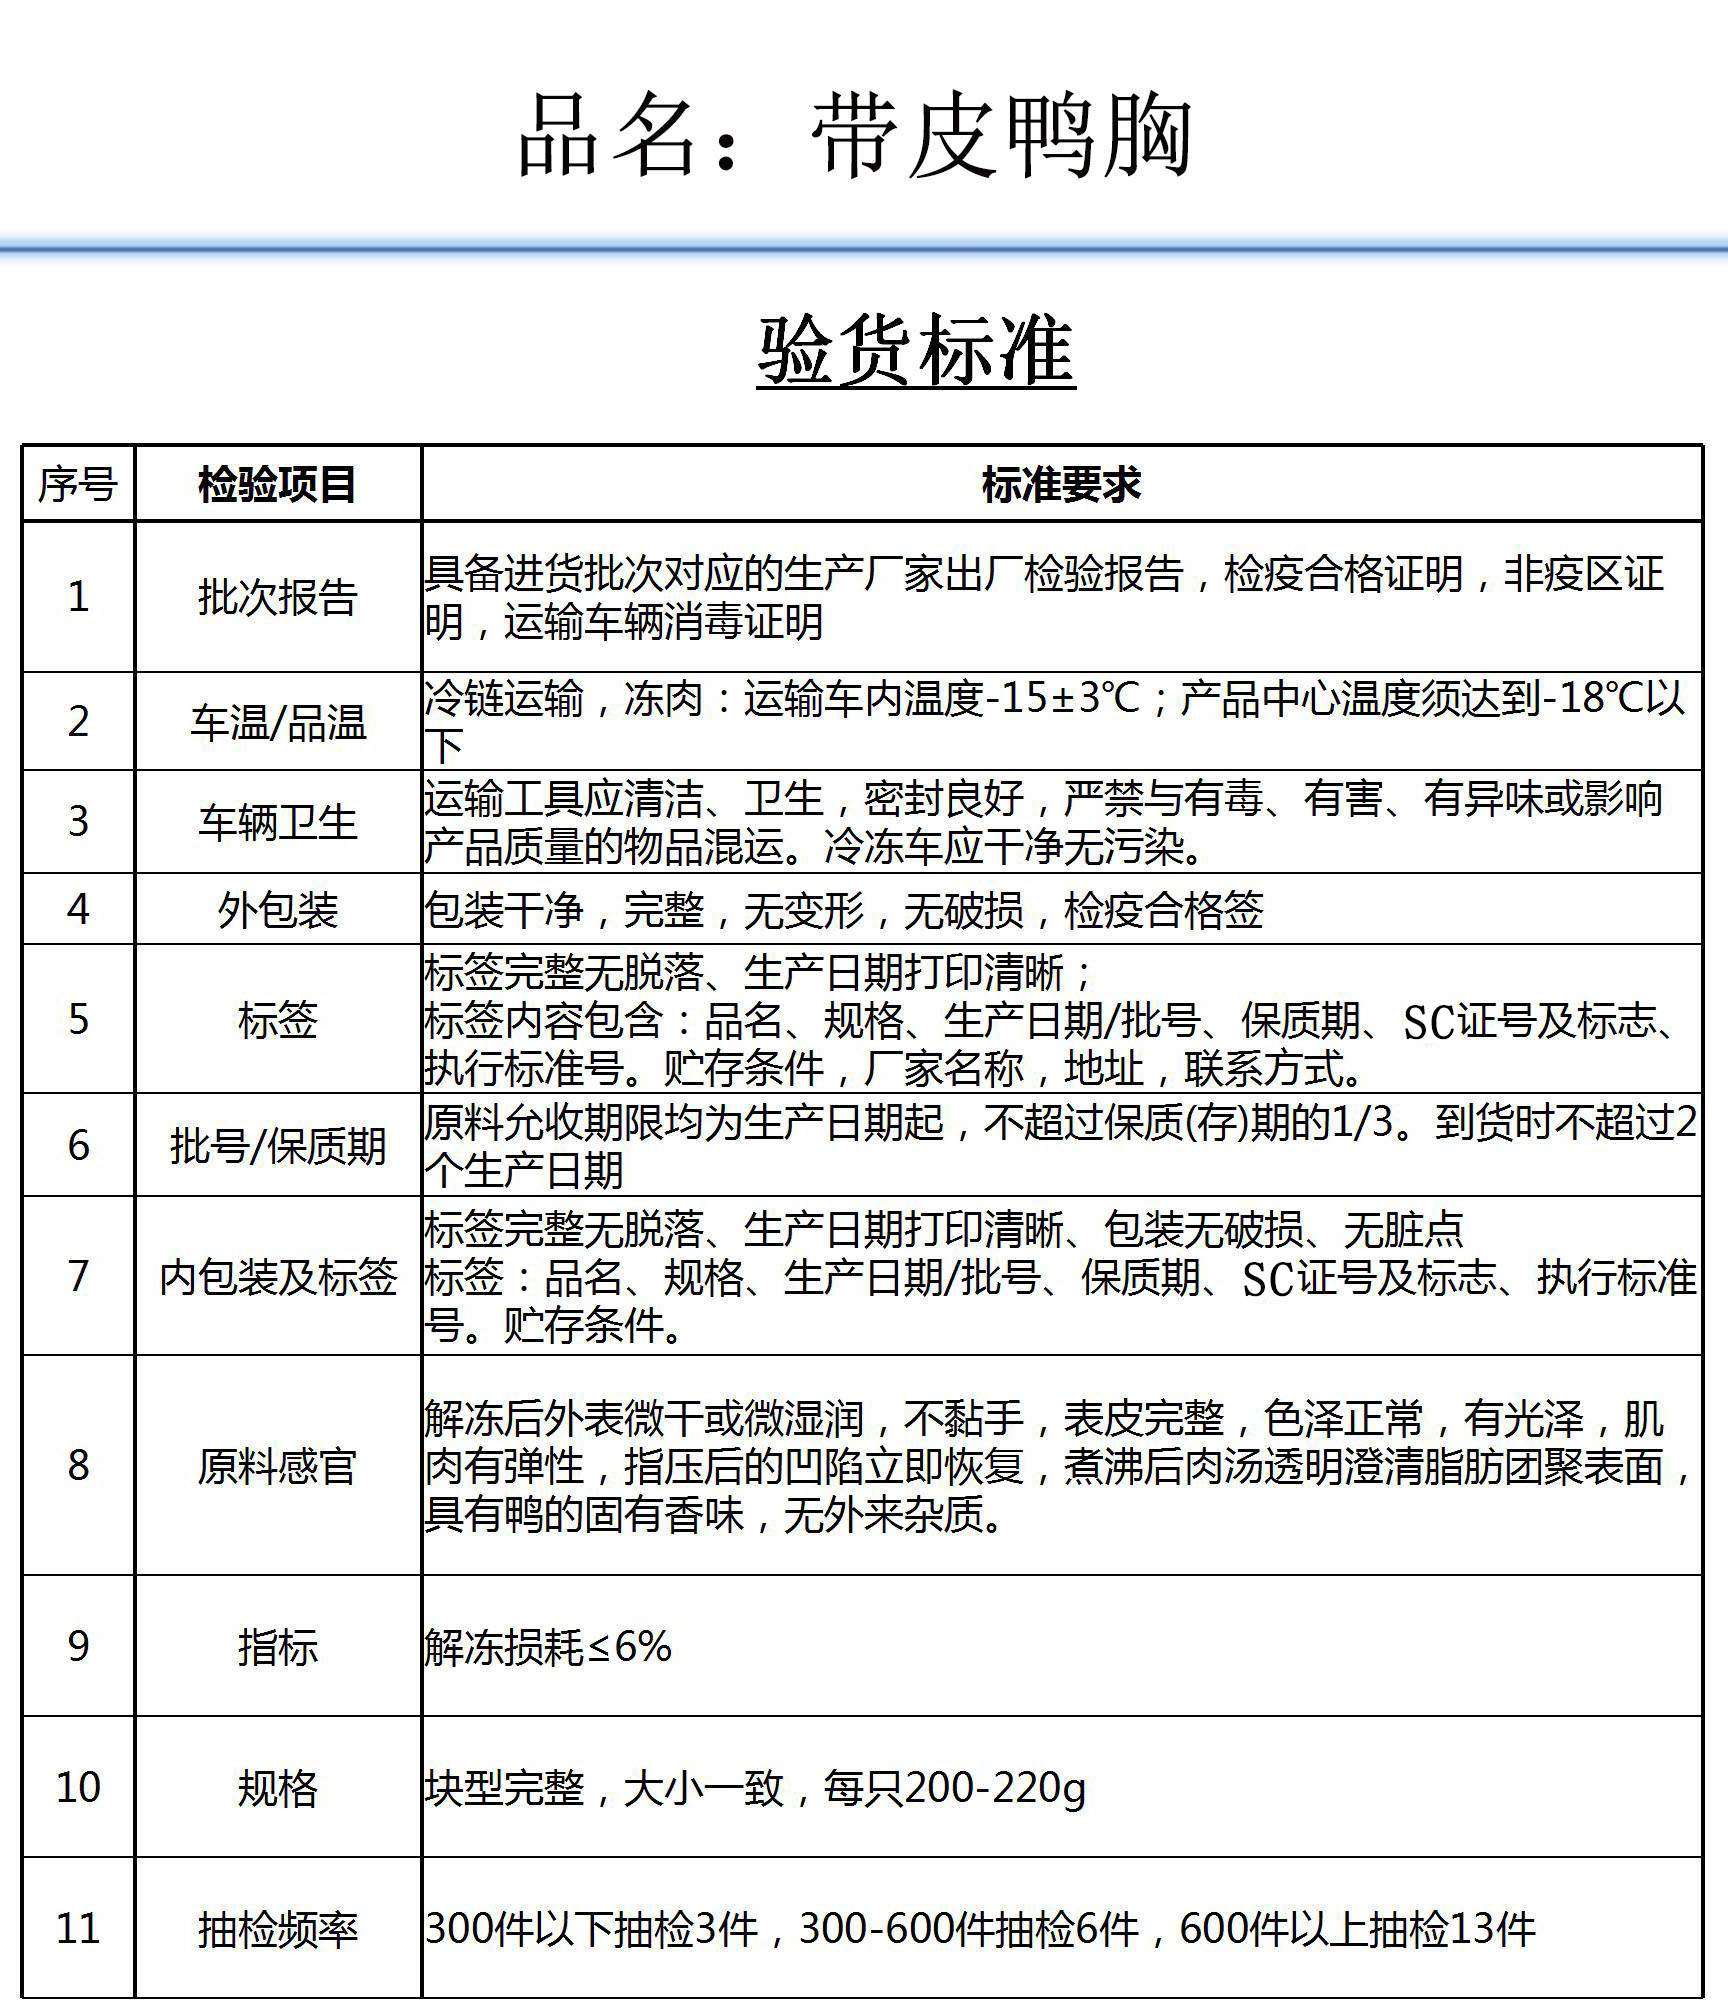 品名：带皮鸭胸
验货标准
序号 检验项目 标准要求
1 批次报告 具备进货批次对应的生产厂家出厂检验报告，检疫合格证明，非疫区证
明，运输车辆消毒证明
2 车温/品温 冷链运输，冻肉：运输车内温度-15±3℃；产品中心温度须达到-18℃以
下
3 车辆卫生 运输工具应清洁、卫生，密封良好，严禁与有毒、有害、有异味或影响
产品质量的物品混运。冷冻车应干净无污染。
4 外包装 包装干净，完整，无变形，无破损，检疫合格签
5 标签 标签完整无脱落、生产日期打印清晰；
标签内容包含：品名、规格、生产日期/批号、保质期、SC证号及标志、
执行标准号。贮存条件，厂家名称，地址，联系方式。
6 批号/保质期 原料允收期限均为生产日期起，不超过保质(存)期的1/3。到货时不超过2
个生产日期
7 内包装及标签 标签完整无脱落、生产日期打印清晰、包装无破损、无脏点
标签：品名、规格、生产日期/批号、保质期、SC证号及标志、执行标准
号。贮存条件。
8 原料感官 解冻后外表微干或微湿润，不黏手，表皮完整，色泽正常，有光泽，肌
肉有弹性，指压后的凹陷立即恢复，煮沸后肉汤透明澄清脂肪团聚表面，
具有鸭的固有香味，无外来杂质。
9 指标 解冻损耗≤6%
10 规格 块型完整，大小一致，每只200-220g
11 抽检频率 300件以下抽检3件，300-600件抽检6件，600件以上抽检13件